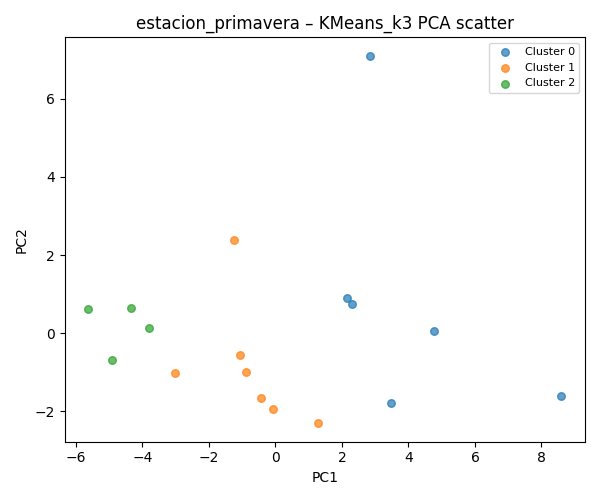 estacion_primavera – KMeans_k3 PCA scatter
Cluster 0
Cluster 1
Cluster 2
6
4
2
0
−2
PC2
−6
−4
−2
0
2
4
6
8
PC1